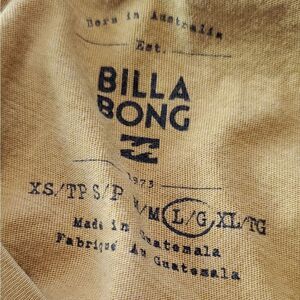 Born in Australia
Est.
BILLA
BONG
1973
XS/TP S/P M/M L/G XL/TG
Made in Guatemala
Fabriqué Au Guatemala